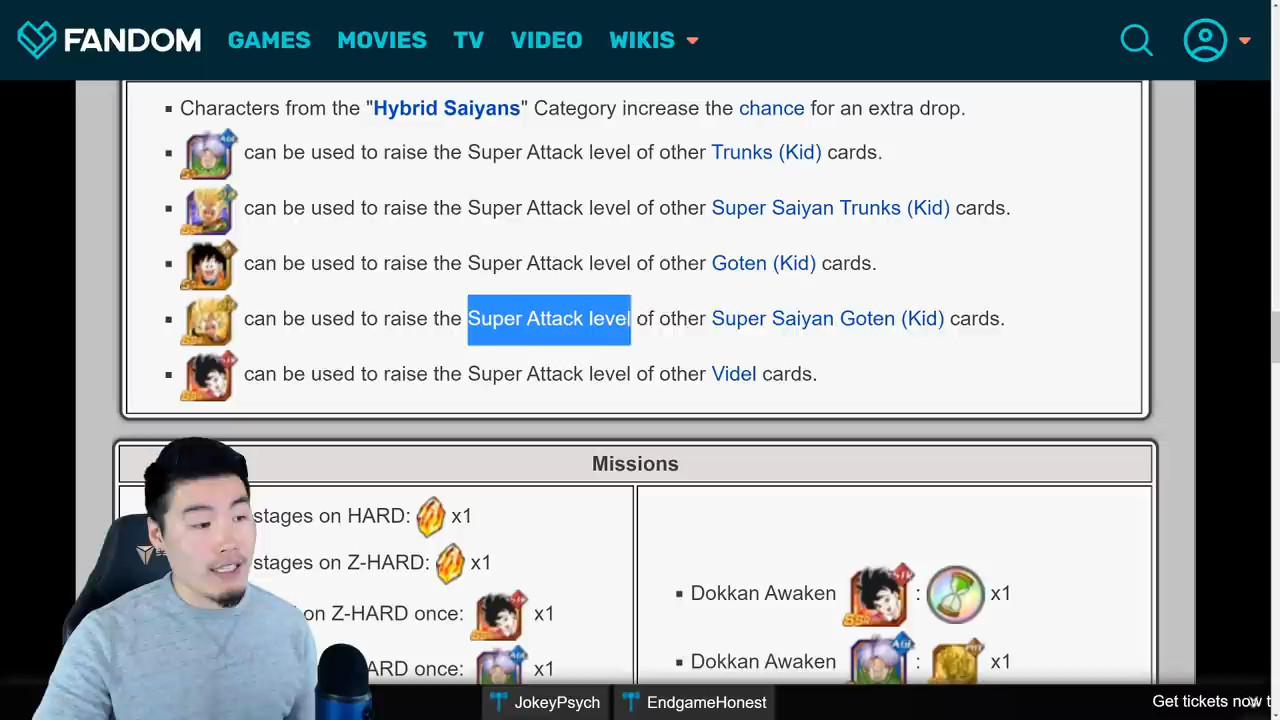 FANDOM GAMES MOVIES TV VIDEO WIKIS
Characters from the "Hybrid Saiyans" Category increase the chance for an extra drop.
can be used to raise the Super Attack level of other Trunks (Kid) cards.
can be used to raise the Super Attack level of other Super Saiyan Trunks (Kid) cards.
can be used to raise the Super Attack level of other Goten (Kid) cards.
can be used to raise the Super Attack level of other Super Saiyan Goten (Kid) cards.
can be used to raise the Super Attack level of other Videl cards.
Missions
stages on HARD: x1
stages on Z-HARD: x1
on Z-HARD once: x1
ARD once: x1
Dokkan Awaken : x1
Dokkan Awaken : x1
JokeyPsych EndgameHonest Get tickets now